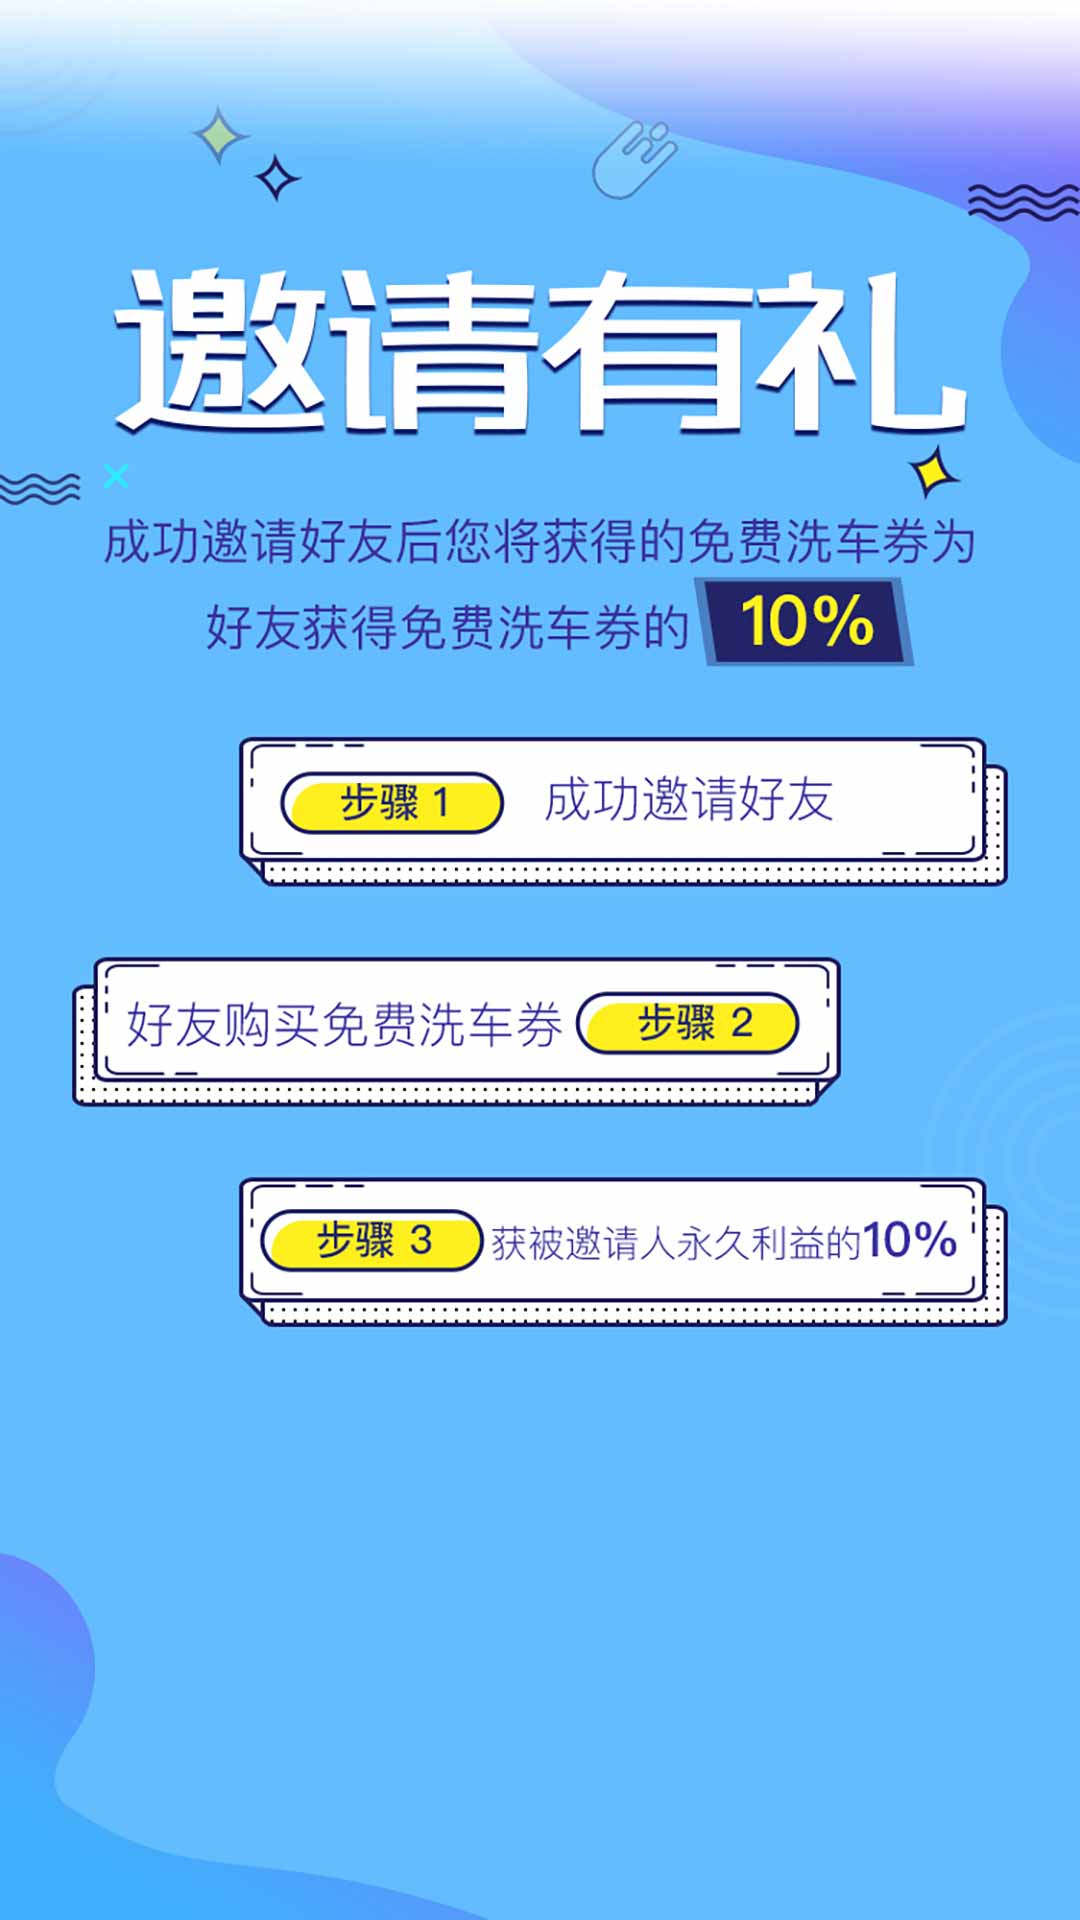 邀请有礼
成功邀请好友后您将获得的免费洗车券为
好友获得免费洗车券的 10%
步骤 1 成功邀请好友
好友购买免费洗车券 步骤 2
步骤 3 获被邀请人永久利益的10%